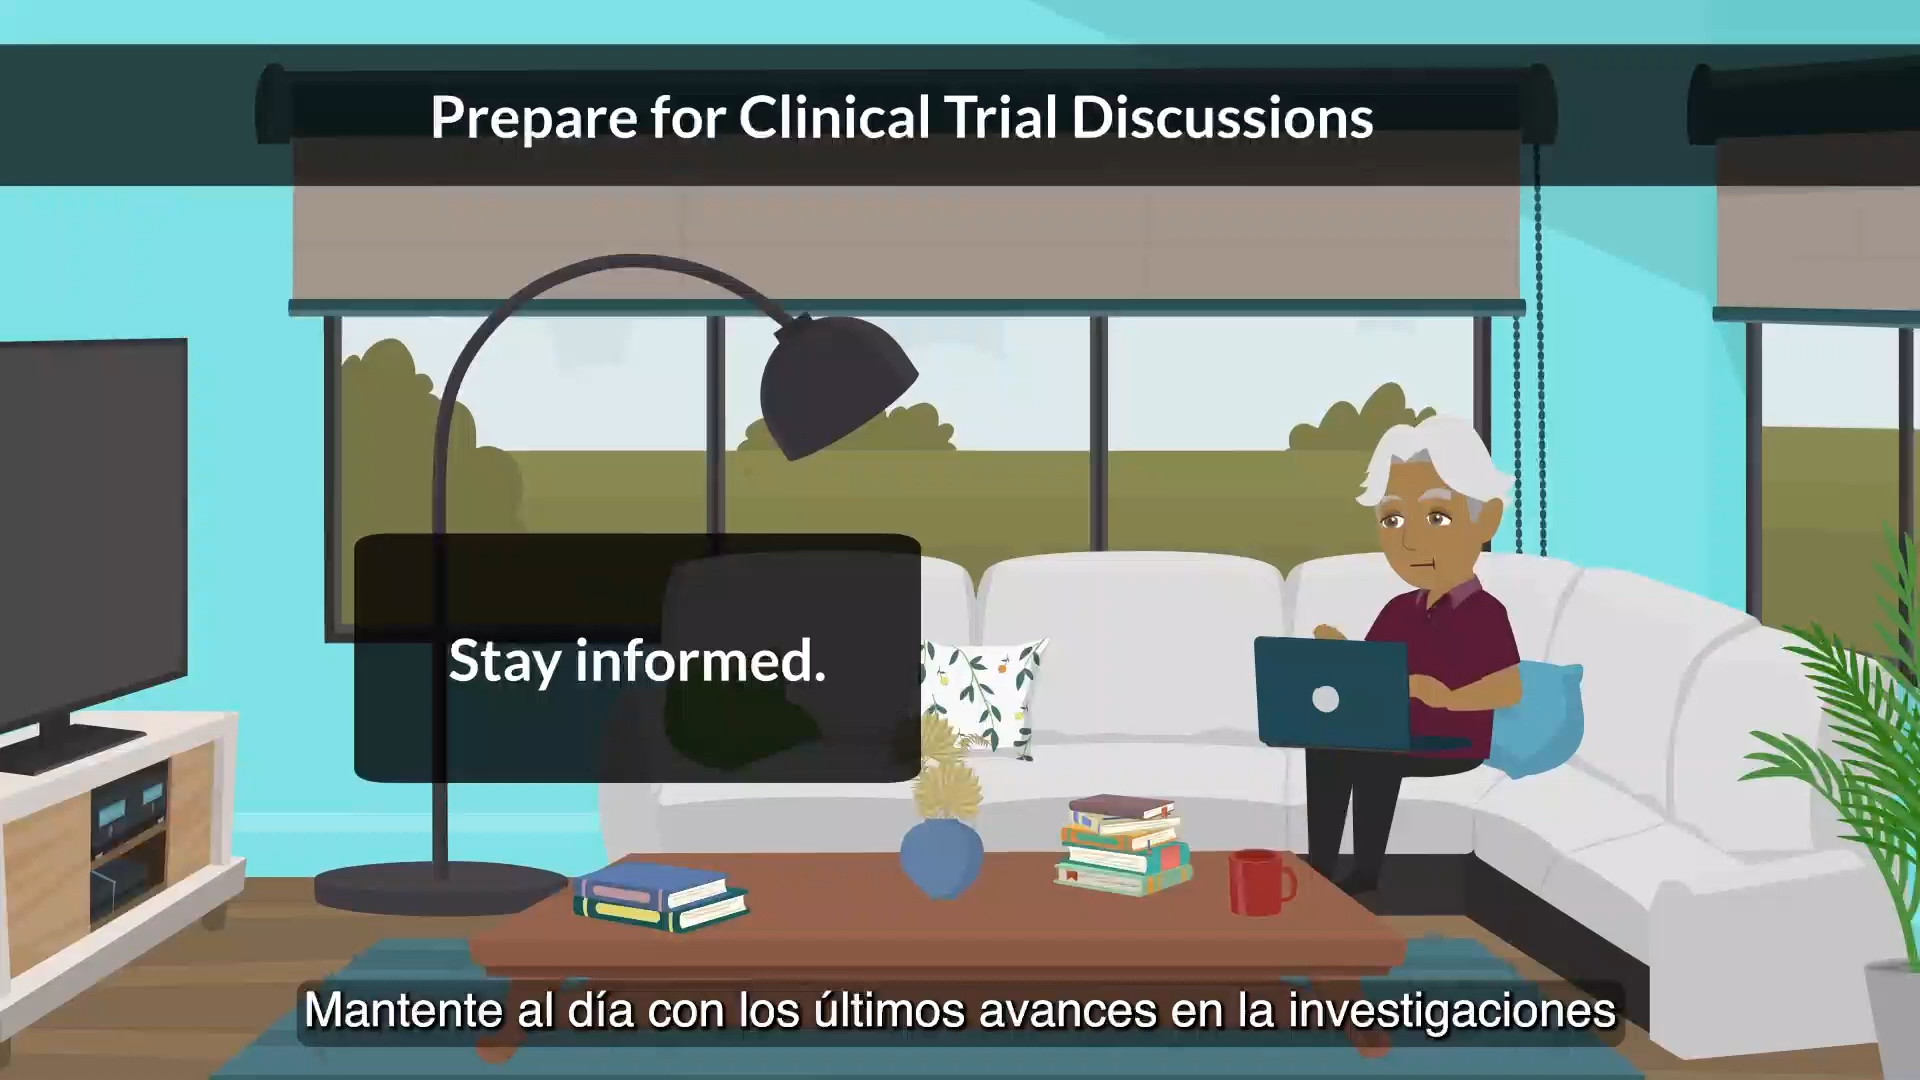 Prepare for Clinical Trial Discussions
Stay informed.
Mantente al día con los últimos avances en la investigaciones